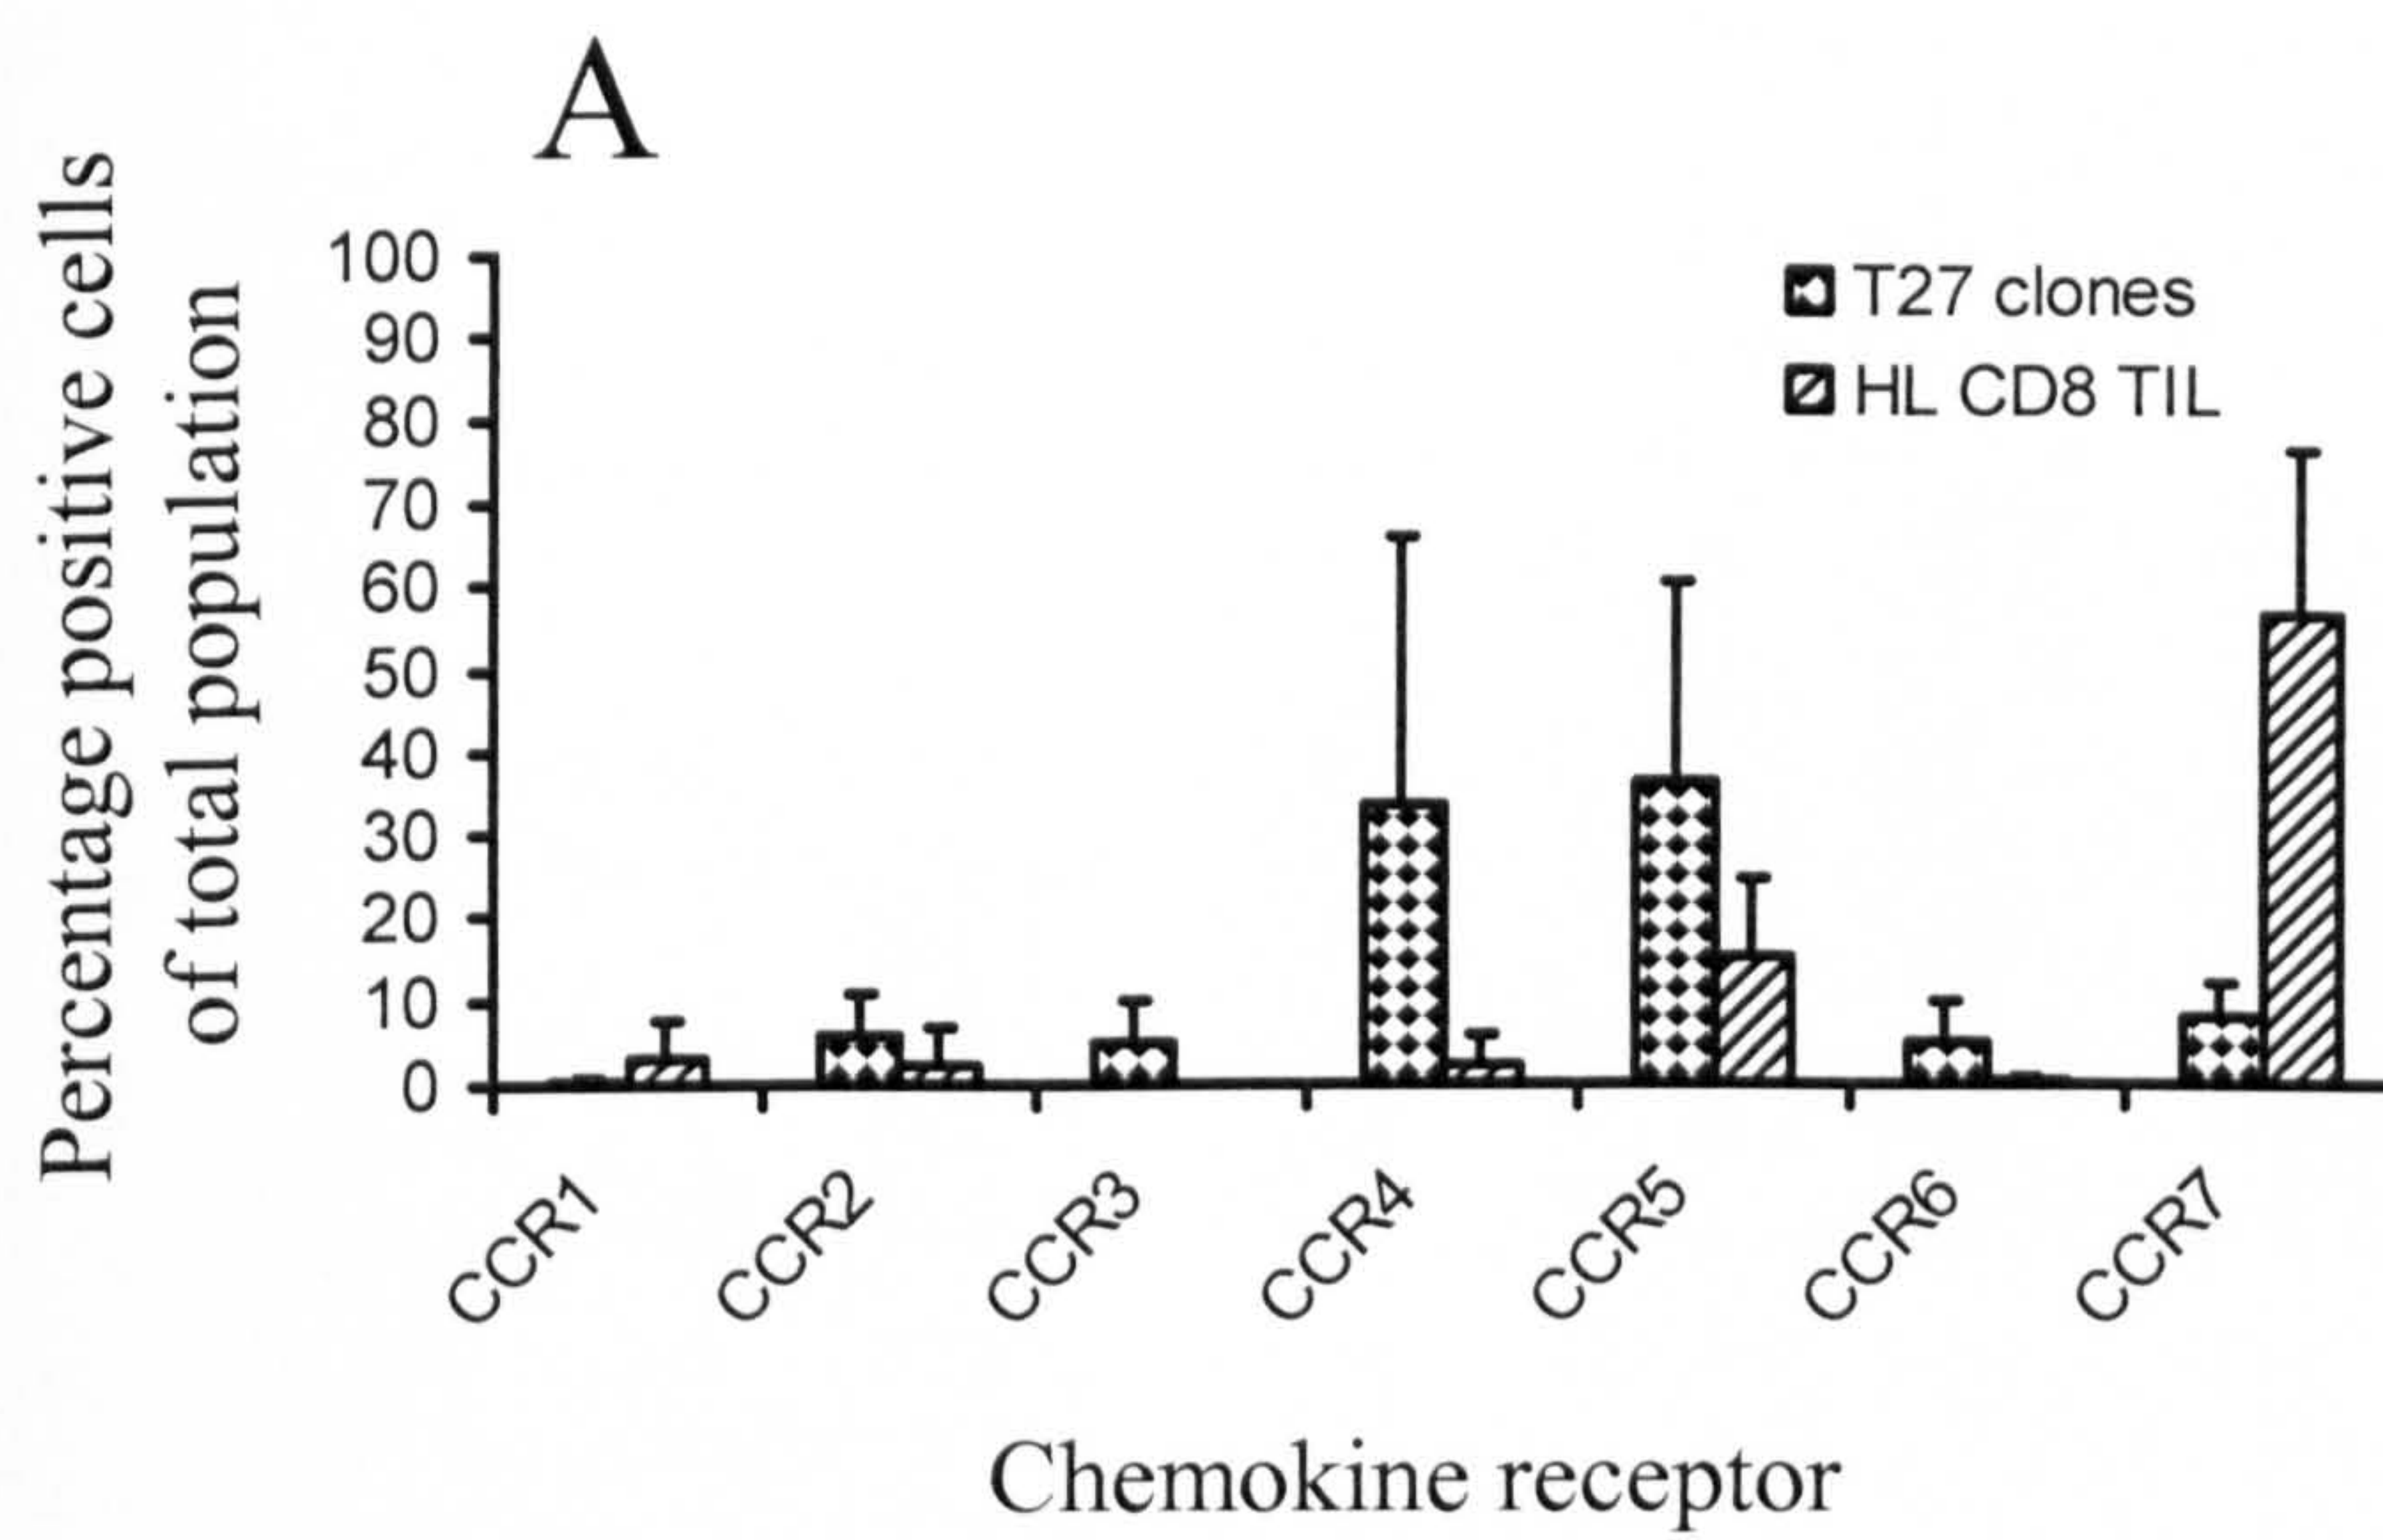 A
Percentage positive cells
of total population
100
90
80
70
60
50
40
30
20
10
0
T27 clones
HL CD8 TIL
CCR1
CCR2
CCR3
CCR4
CCR5
CCR6
CCR7
Chemokine receptor